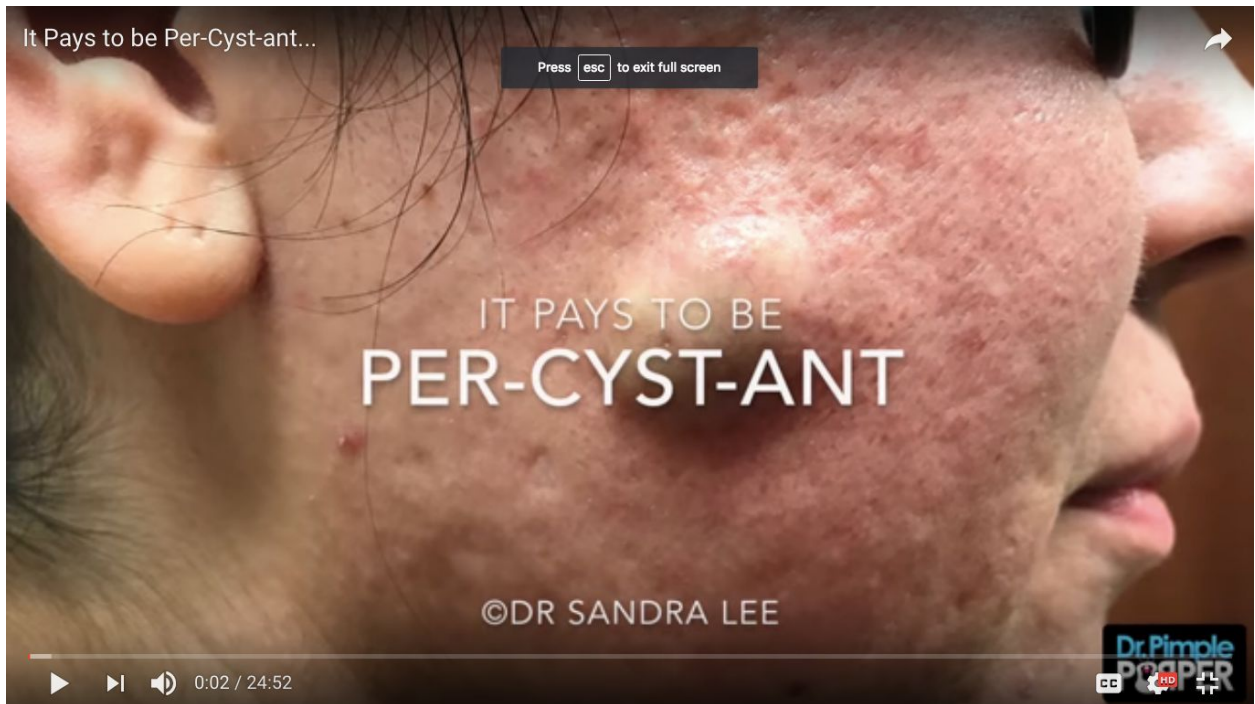 It Pays to be Per-Cyst-ant...
Press esc to exit full screen
IT PAYS TO BE
PER-CYST-ANT
©DR SANDRA LEE
Dr. Pimple
POPPER
0:02 / 24:52
CC
HD